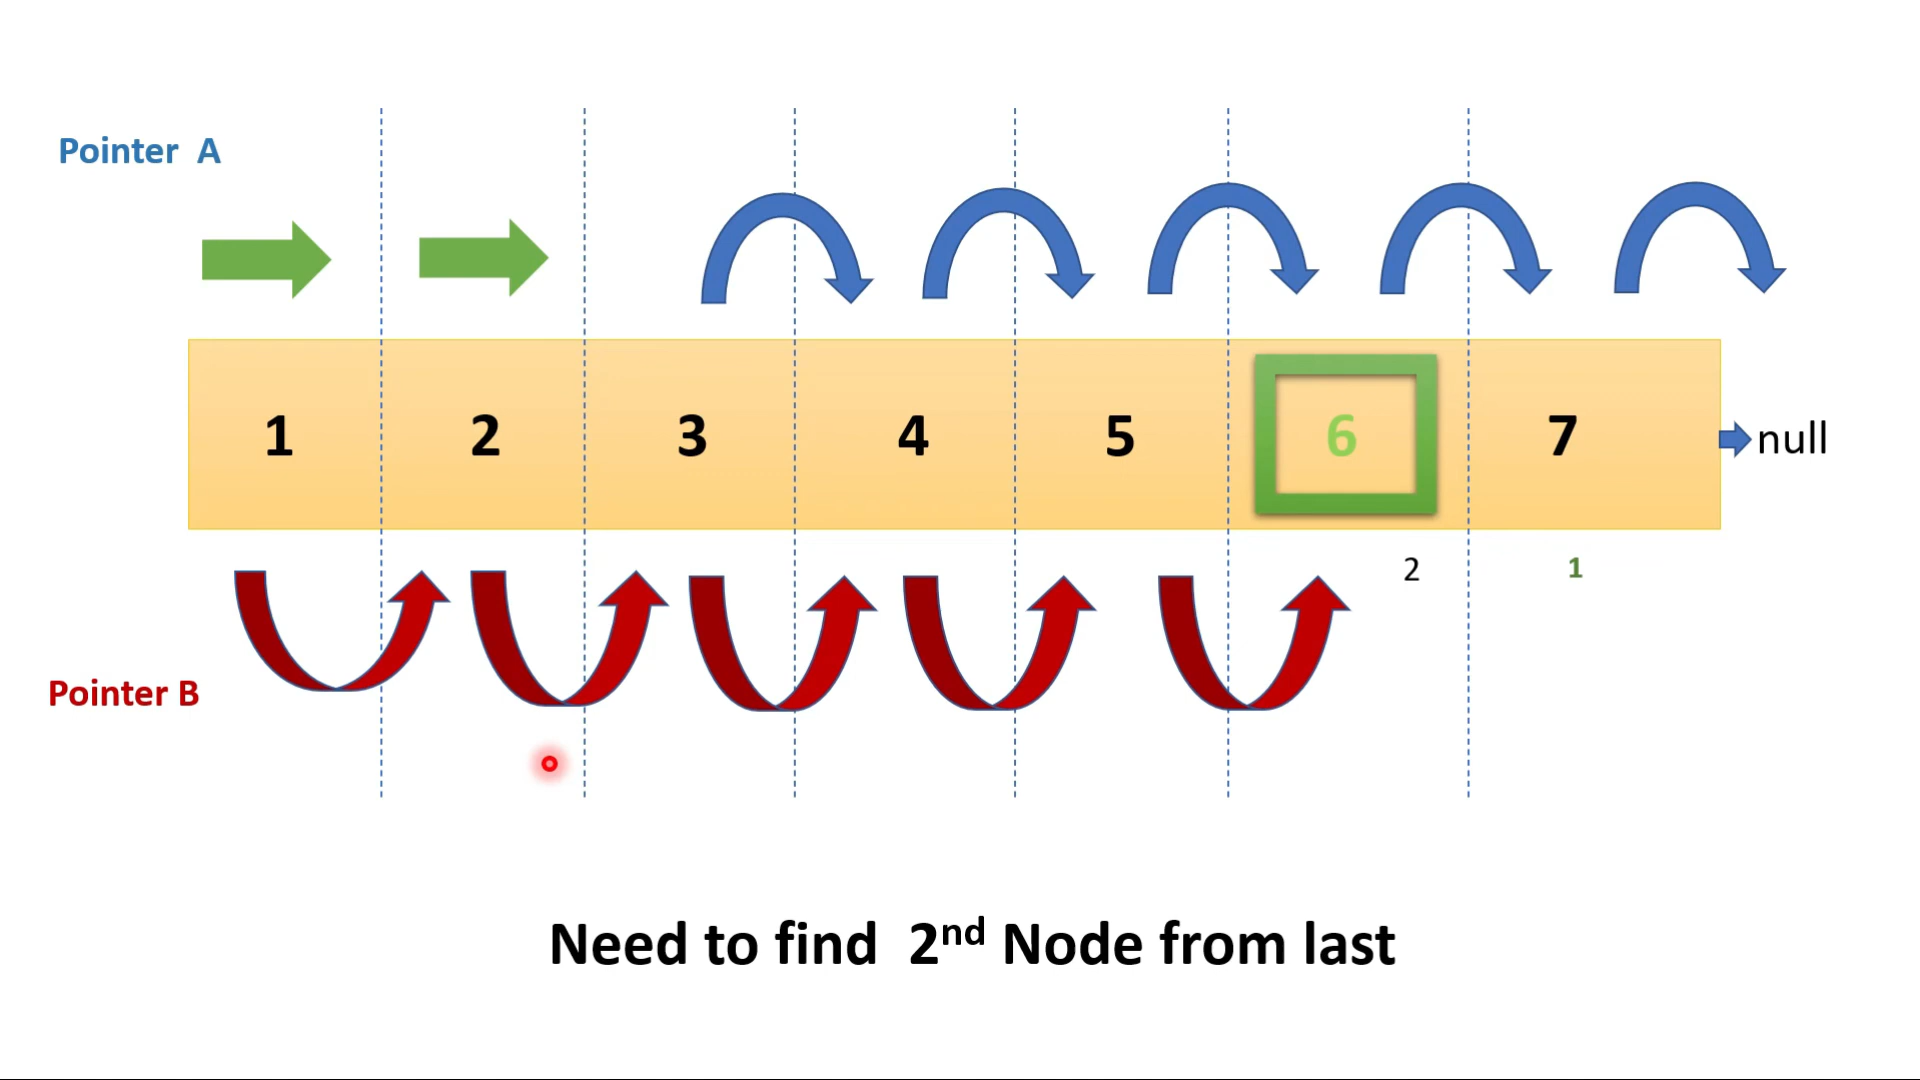 Pointer A
1 2 3 4 5 6 7 null
2 1
Pointer B
Need to find 2nd Node from last